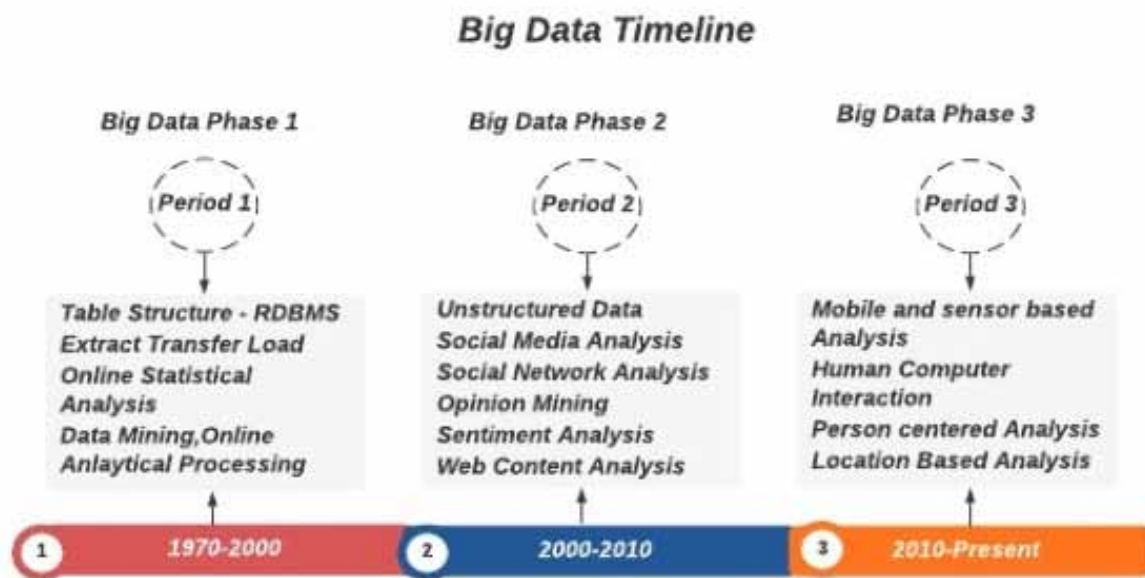 Big Data Timeline
Big Data Phase 1
Period 1
Table Structure - RDBMS
Extract Transfer Load
Online Statistical
Analysis
Data Mining,Online
Anlaytical Processing
1
1970-2000
Big Data Phase 2
Period 2
Unstructured Data
Social Media Analysis
Social Network Analysis
Opinion Mining
Sentiment Analysis
Web Content Analysis
2
2000-2010
Big Data Phase 3
Period 3
Mobile and sensor based
Analysis
Human Computer
Interaction
Person centered Analysis
Location Based Analysis
3
2010-Present